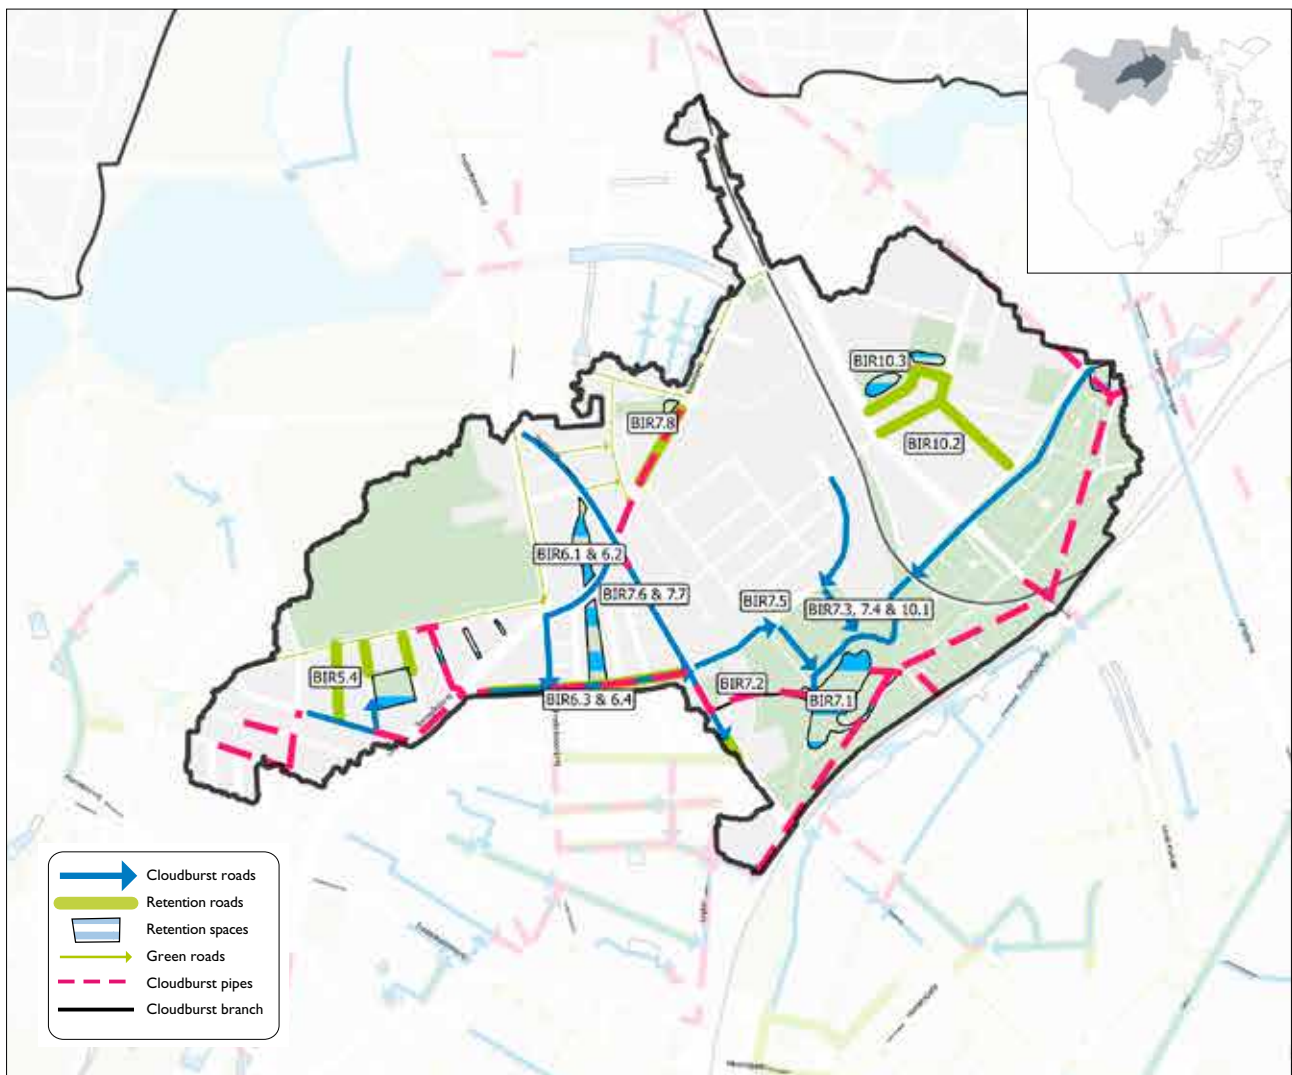 BIR10.3
BIR7.8
BIR10.2
BIR6.1 & 6.2
BIR7.6 & 7.7
BIR7.5
BIR7.3, 7.4 & 10.1
BIR5.4
BIR7.2
BIR7.1
BIR6.3 & 6.4
Cloudburst roads
Retention roads
Retention spaces
Green roads
Cloudburst pipes
Cloudburst branch